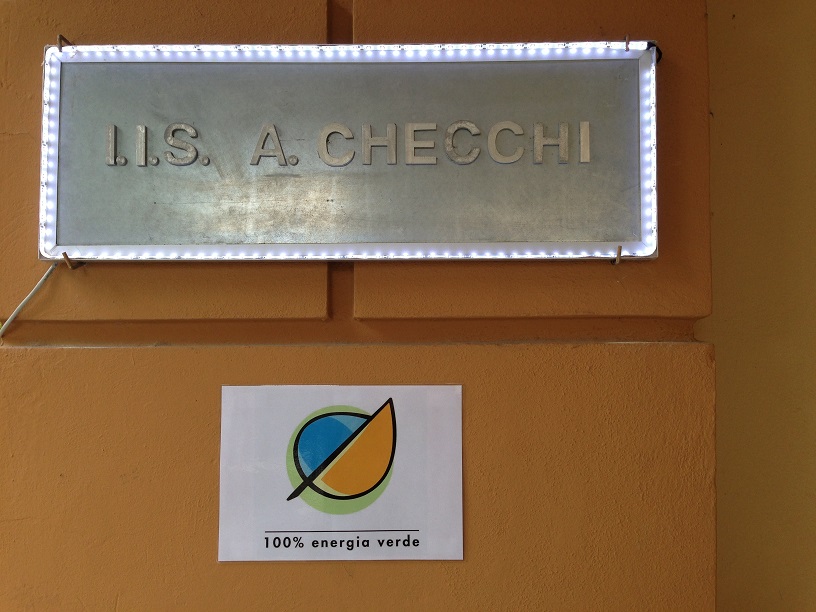 I.I.S. A. CHECCHI
100% energia verde